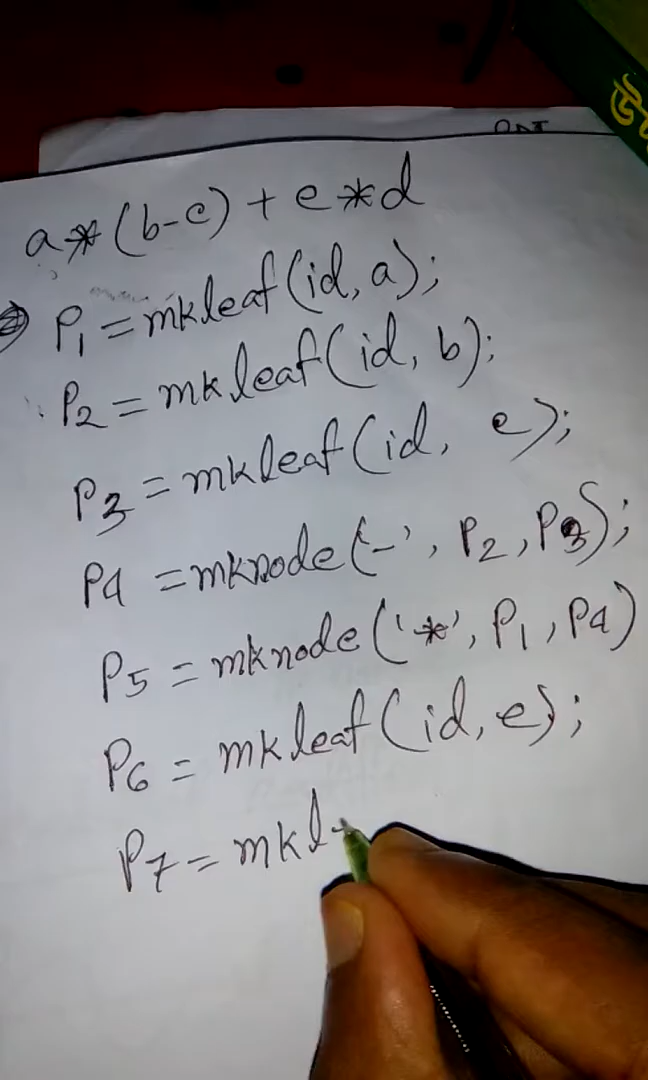 a*(b-c) + e*d
P1 = mkleaf(id, a);
P2 = mkleaf(id, b);
P3 = mkleaf(id, e);
P4 = mknode('-', P2, P3);
P5 = mknode('*', P1, P4)
P6 = mkleaf(id, e);
P7 = mkl